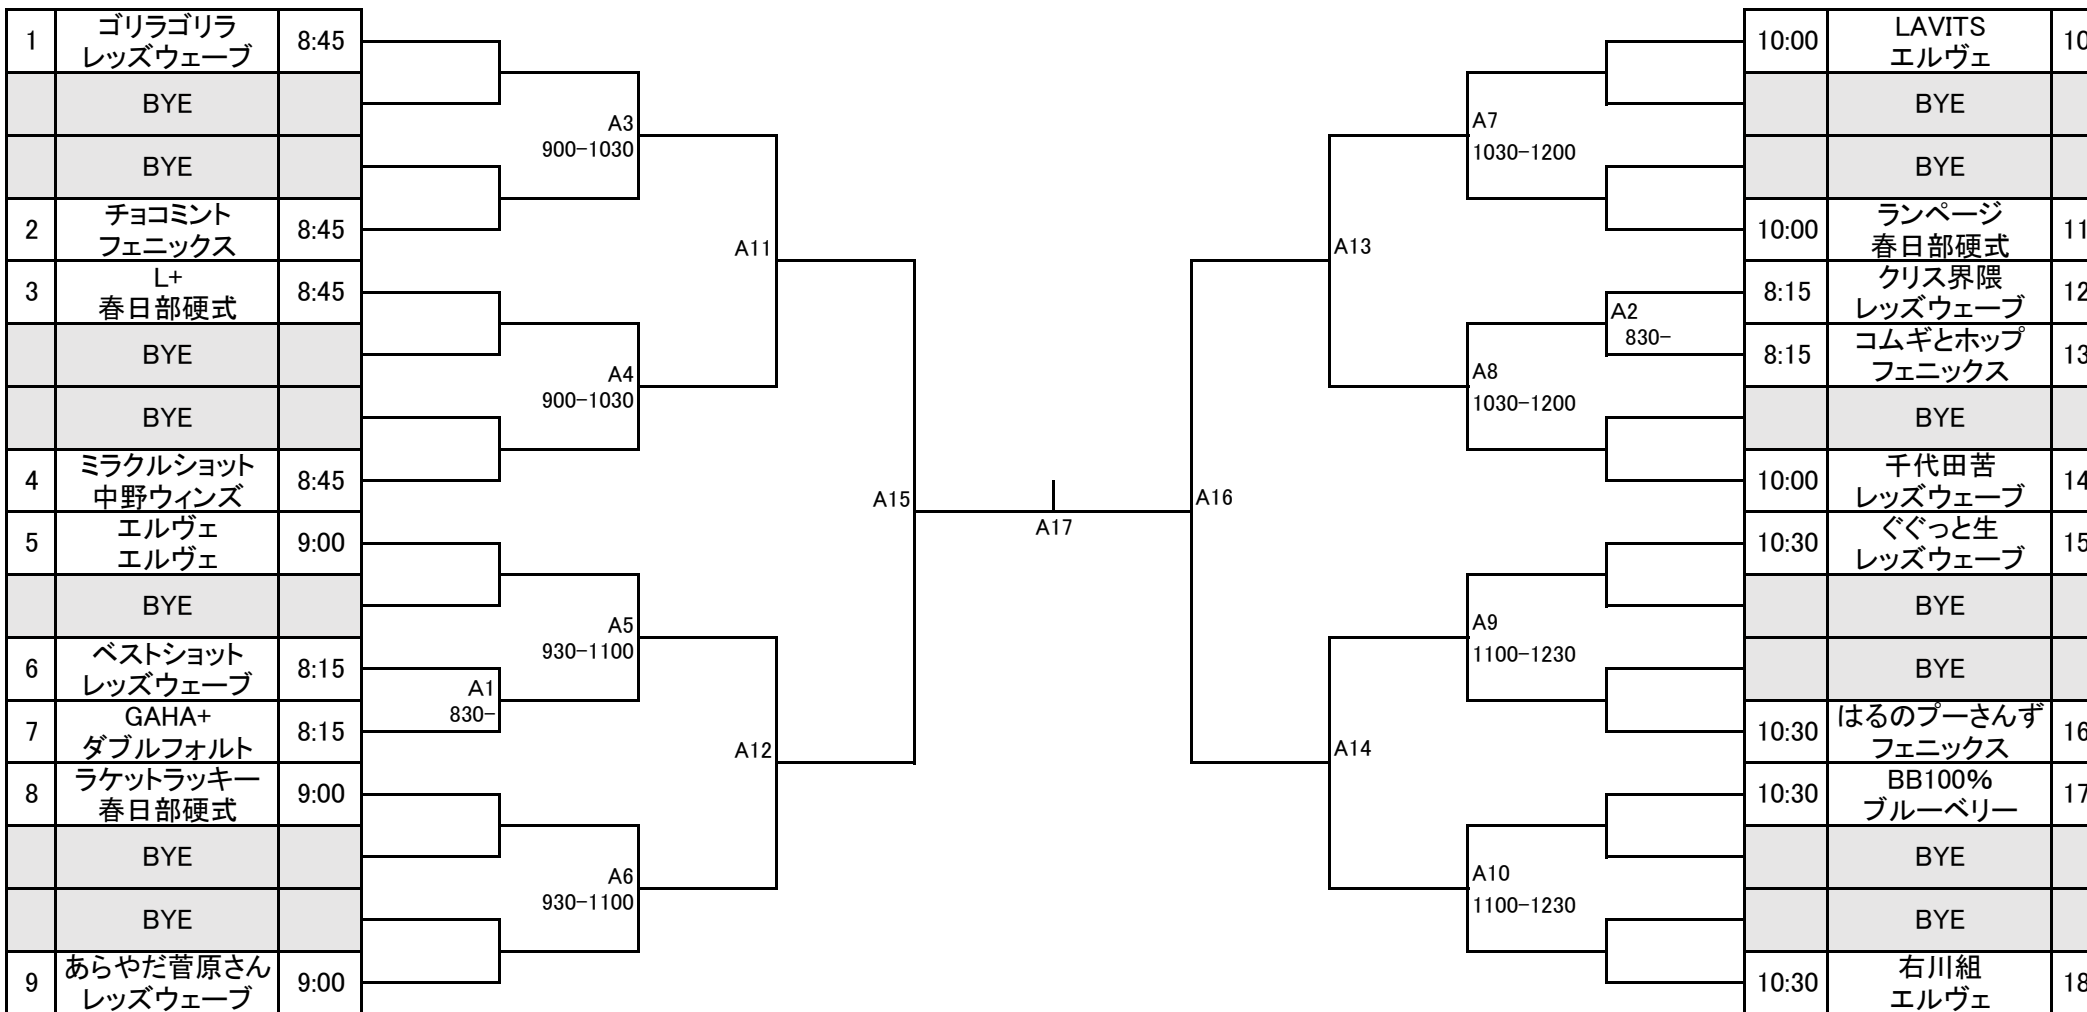 1 ゴリラゴリラ 8:45
レッズウェーブ
BYE
BYE
2 チョコミント 8:45
フェニックス
3 L+ 8:45
春日部硬式
BYE
BYE
4 ミラクルショット 8:45
中野ウィンズ
5 エルヴェ 9:00
エルヴェ
BYE
6 ベストショット 8:15
レッズウェーブ
7 GAHA+ 8:15
ダブルフォルト
8 ラケットラッキー 9:00
春日部硬式
BYE
BYE
9 あらやだ菅原さん 9:00
レッズウェーブ
A3
900-1030
A4
900-1030
A5
930-1100
A1
830-
A6
930-1100
A11
A12
A15
A17
A16
A13
A14
A7
1030-1200
A2
830-
A8
1030-1200
A9
1100-1230
A10
1100-1230
10:00 LAVITS 10
エルヴェ
BYE
BYE
10:00 ランページ 11
春日部硬式
8:15 クリス界隈 12
レッズウェーブ
8:15 コムギとホップ 13
フェニックス
BYE
10:00 千代田苦 14
レッズウェーブ
10:30 ぐぐっと生 15
レッズウェーブ
BYE
BYE
10:30 はるのプーさんず 16
フェニックス
10:30 BB100% 17
ブルーベリー
BYE
BYE
10:30 右川組 18
エルヴェ